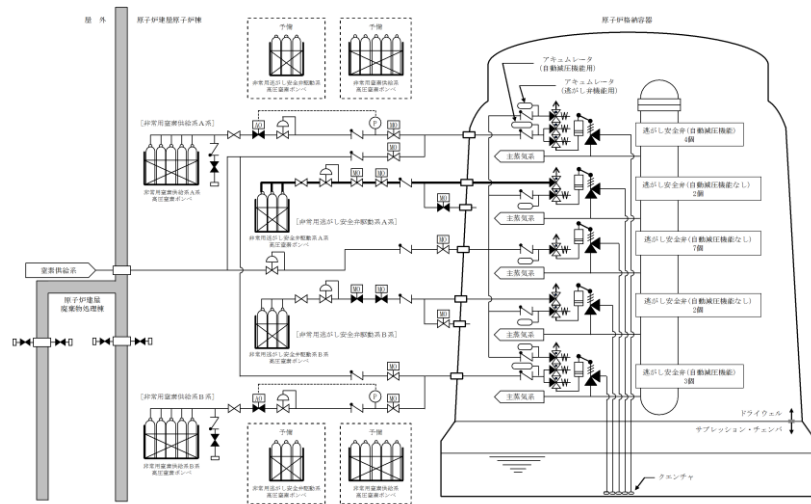 屋 外
原子炉建屋原子炉棟
予備
非常用逃がし安全弁駆動系
高圧窒素ボンベ
予備
非常用窒素供給系
高圧窒素ボンベ
原子炉格納容器
アキュムレータ
(自動減圧機能用)
アキュムレータ
(逃がし弁機能用)
[非常用窒素供給系A系]
AO
P
MO
MO
非常用窒素供給系A系
高圧窒素ボンベ
主蒸気系
逃がし安全弁(自動減圧機能)
4個
MO
MO
[非常用逃がし安全弁駆動系A系]
非常用逃がし安全弁駆動系A系
高圧窒素ボンベ
MO
主蒸気系
逃がし安全弁(自動減圧機能なし)
2個
窒素供給系
MO
主蒸気系
逃がし安全弁(自動減圧機能なし)
7個
原子炉建屋
廃棄物処理棟
MO
MO
[非常用逃がし安全弁駆動系B系]
非常用逃がし安全弁駆動系B系
高圧窒素ボンベ
MO
主蒸気系
逃がし安全弁(自動減圧機能なし)
2個
[非常用窒素供給系B系]
MO
AO
P
MO
非常用窒素供給系B系
高圧窒素ボンベ
主蒸気系
逃がし安全弁(自動減圧機能)
3個
ドライウェル
サプレッション・チェンバ
予備
非常用逃がし安全弁駆動系
高圧窒素ボンベ
予備
非常用窒素供給系
高圧窒素ボンベ
クエンチャ